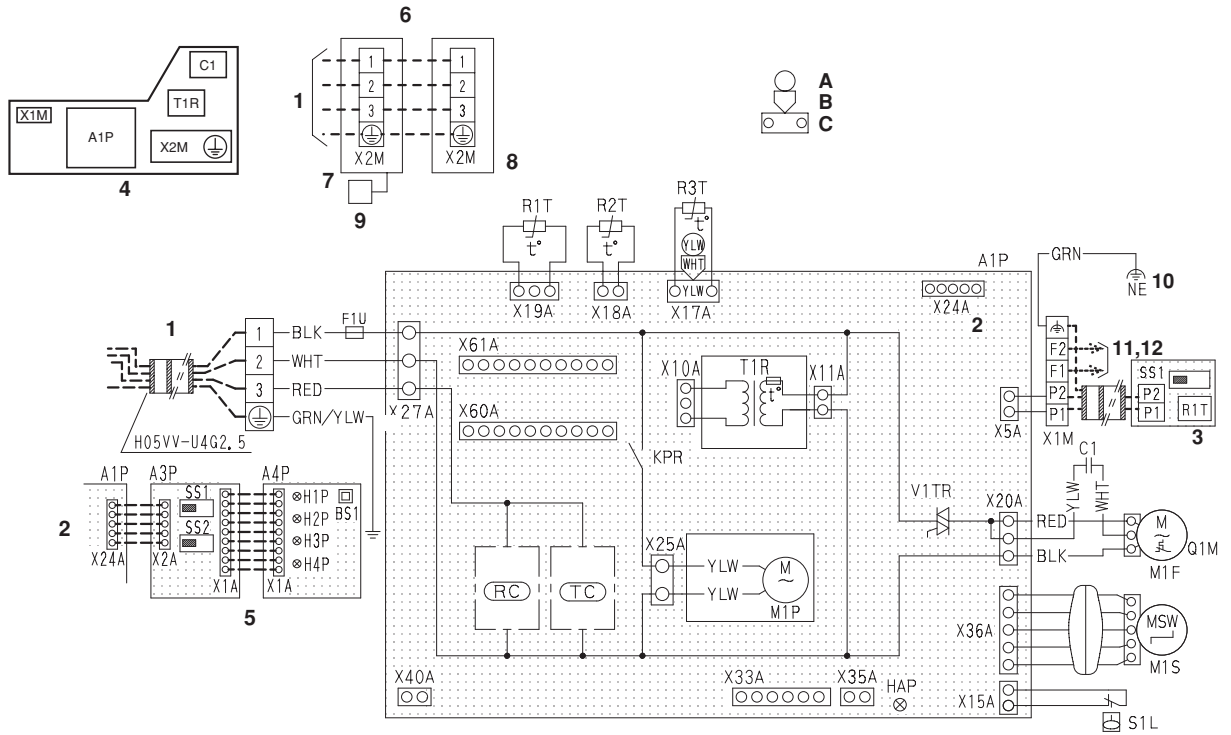 6
C1
X1M
T1R
A1P
X2M
4
1
1
2
3
X2M
7
9
1
2
3
X2M
8
A
B
C
R1T
t°
X19A
R2T
t°
X18A
R3T
t°
YLW
WHT
YLW
X17A
A1P
X24A
2
GRN
NE
10
1
1
2
3
BLK
WHT
RED
GRN/YLW
F1U
X27A
H05VV-U4G2.5
X61A
X60A
X10A
T1R
t°
X11A
KPR
F2
F1
P2
P1
X1M
X5A
11,12
SS1
P2
P1
R1T
3
2
A1P
X24A
A3P
SS1
SS2
X2A
X1A
A4P
H1P
H2P
H3P
H4P
BS1
X1A
5
RC
TC
X25A
YLW
YLW
M
~
M1P
V1TR
X20A
C1
YLW
WHT
RED
BLK
M
~
Q1M
M1F
X36A
MSW
M1S
X40A
X33A
X35A
HAP
X15A
S1L